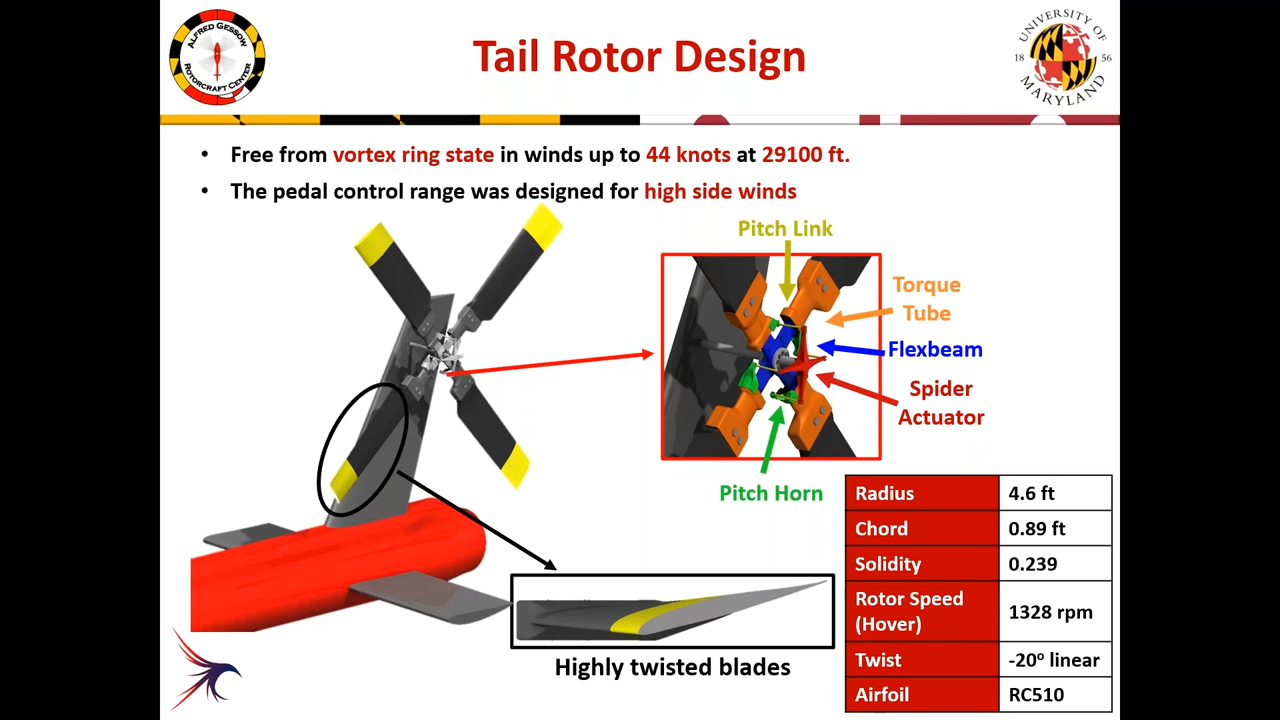 ALFRED GESSOW
ROTORCRAFT CENTER
Tail Rotor Design
UNIVERSITY OF
18 56
MARYLAND
• Free from vortex ring state in winds up to 44 knots at 29100 ft.
• The pedal control range was designed for high side winds
Pitch Link
Torque
Tube
Flexbeam
Spider
Actuator
Pitch Horn
Highly twisted blades
Radius 4.6 ft
Chord 0.89 ft
Solidity 0.239
Rotor Speed
(Hover) 1328 rpm
Twist -20º linear
Airfoil RC510